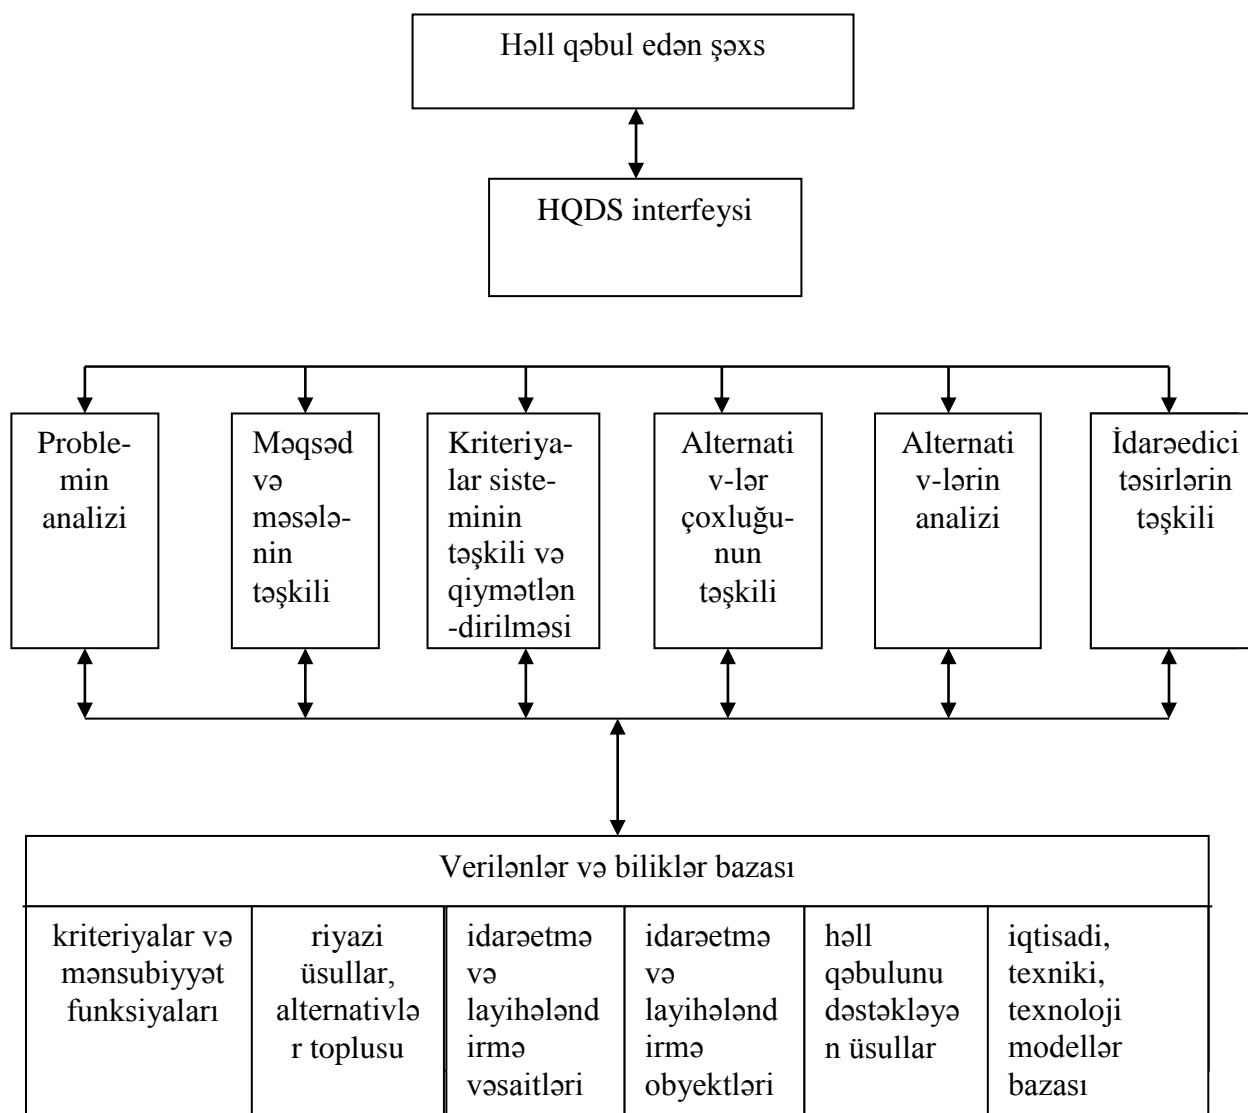 Həll qəbul edən şəxs
HQDS interfeysi
Proble-
min
analizi
Məqsəd
və
məsələ-
nin
təşkili
Kriteriya-
lar siste-
minin
təşkili və
qiymətlən
-dirilməsi
Alternati
v-lər
çoxluğu-
nun
təşkili
Alternati
v-lərin
analizi
İdarəedici
təsirlərin
təşkili
Verilənlər və biliklər bazası
kriteriyalar və
mənsubiyyət
funksiyaları
riyazi
üsullar,
alternativlə
r toplusu
idarəetmə
və
layihələnd
irmə
vəsaitləri
idarəetmə
və
layihələnd
irmə
obyektləri
həll
qəbulunu
dəstəkləyə
n üsullar
iqtisadi,
texniki,
texnoloji
modellər
bazası